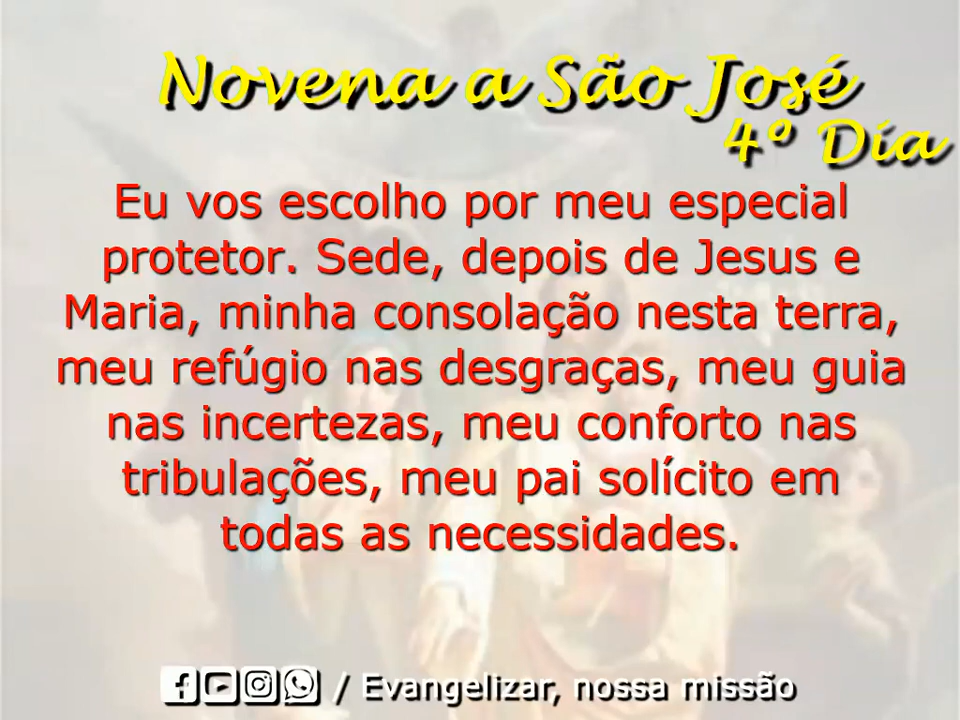 Novena a São José
4º Dia
Eu vos escolho por meu especial
protetor. Sede, depois de Jesus e
Maria, minha consolação nesta terra,
meu refúgio nas desgraças, meu guia
nas incertezas, meu conforto nas
tribulações, meu pai solícito em
todas as necessidades.
/ Evangelizar, nossa missão